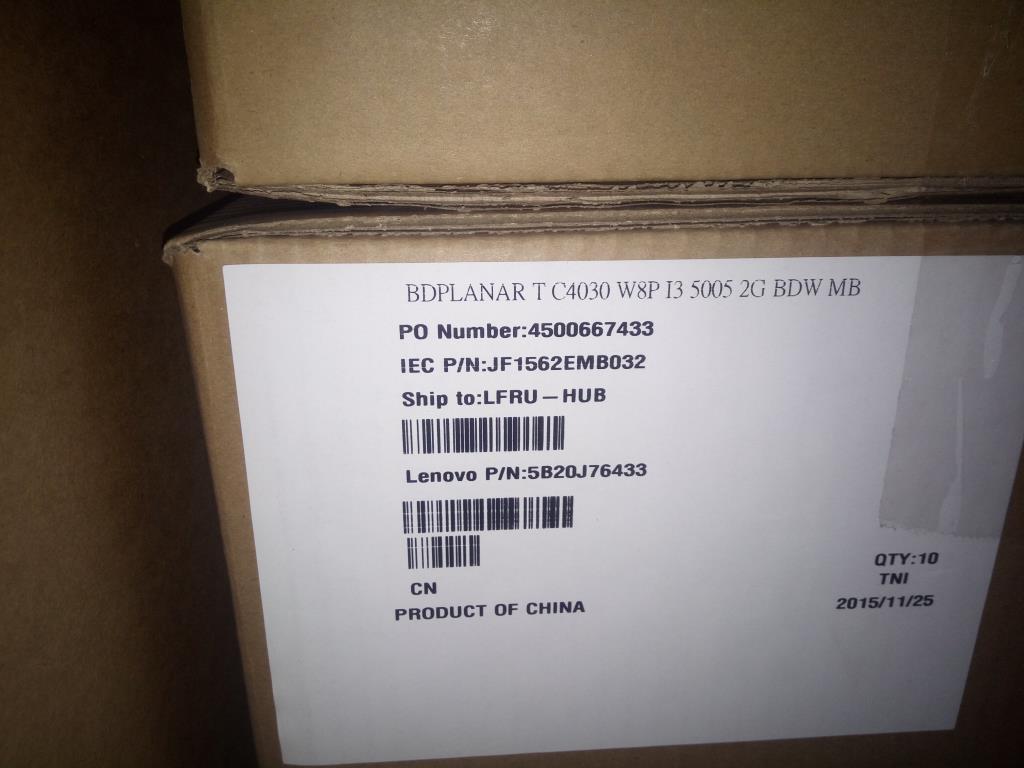 BDPLANAR T C4030 W8P I3 5005 2G BDW MB
PO Number:4500667433
IEC P/N:JF1562EMB032
Ship to:LFRU-HUB
Lenovo P/N:5B20J76433
QTY:10
CN
TNI
PRODUCT OF CHINA
2015/11/25